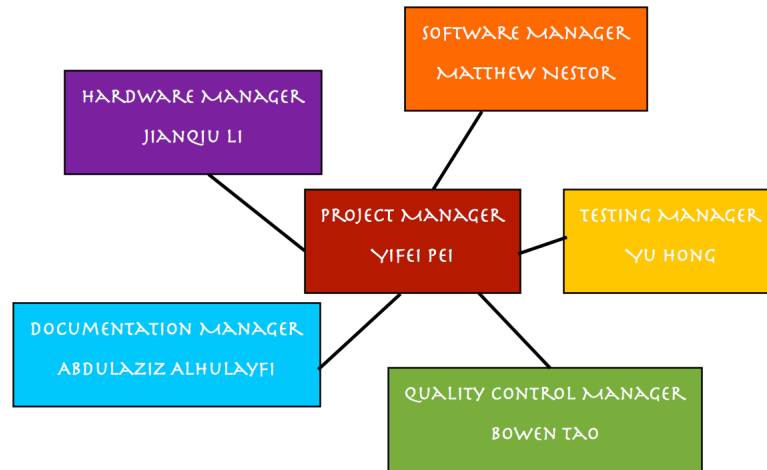 Software Manager
Matthew Nestor
Hardware Manager
Jianqiu Li
Project Manager
Yifei Pei
Testing Manager
Yu Hong
Documentation Manager
Abdulaziz Alhulayfi
Quality Control Manager
Bowen Tao